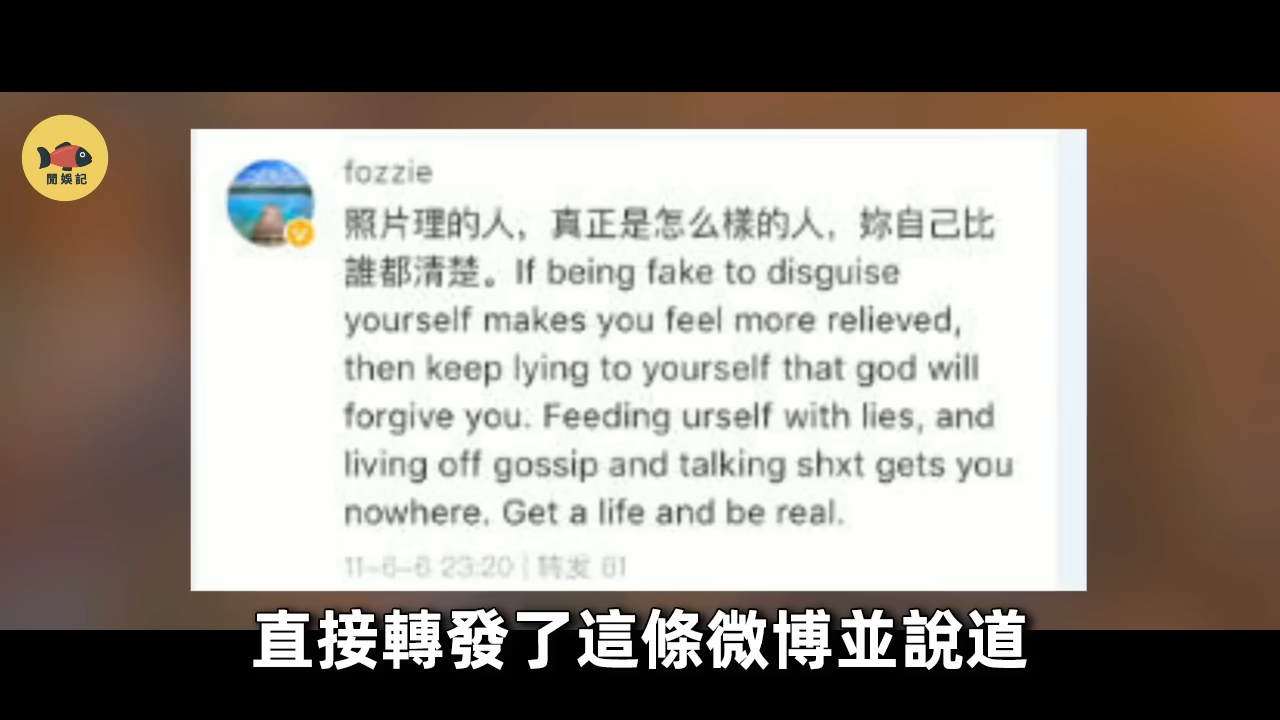 閒娛記
fozzie
照片理的人，真正是怎么樣的人，妳自己比
誰都清楚。If being fake to disguise
yourself makes you feel more relieved,
then keep lying to yourself that god will
forgive you. Feeding urself with lies, and
living off gossip and talking shxt gets you
nowhere. Get a life and be real.
11-6-6 23:20 | 转发 61
直接轉發了這條微博並說道